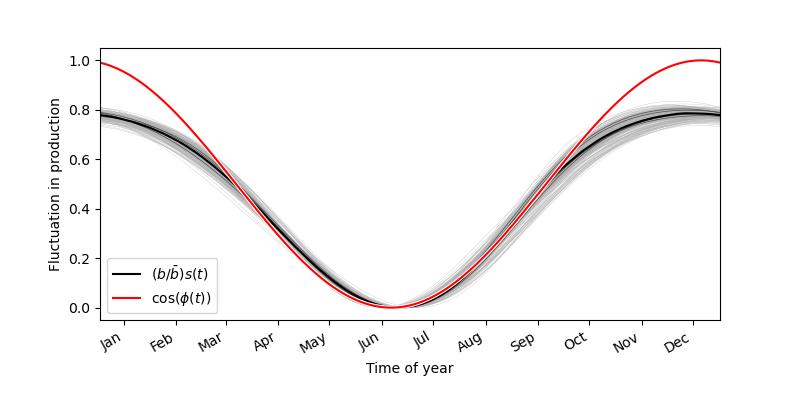 Fluctuation in production
1.0
0.8
0.6
0.4
0.2
0.0
(b/b̄)s(t)
cos(ϕ(t))
Jan Feb Mar Apr May Jun Jul Aug Sep Oct Nov Dec
Time of year